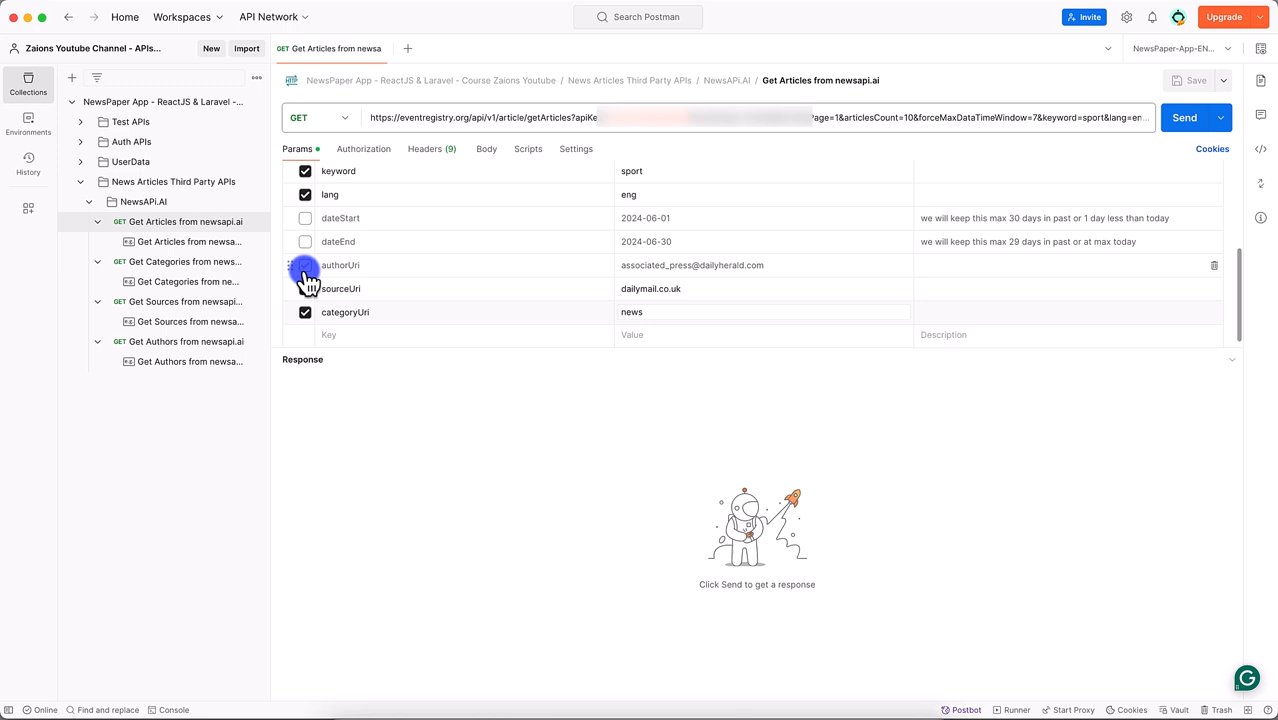 Home Workspaces API Network Search Postman Invite Upgrade
Zaions Youtube Channel - APIs... New Import GET Get Articles from newsa NewsPaper-App-EN...
Collections
Environments
History
NewsPaper App - ReactJS & Laravel -...
Test APIs
Auth APIs
UserData
News Articles Third Party APIs
NewsAPi.AI
GET Get Articles from newsapi.ai
Get Articles from newsa...
GET Get Categories from news...
Get Categories from ne...
GET Get Sources from newsapi...
Get Sources from newsa...
GET Get Authors from newsapi.ai
Get Authors from newsa...
HTTP NewsPaper App - ReactJS & Laravel - Course Zaions Youtube / News Articles Third Party APIs / NewsAPi.AI / Get Articles from newsapi.ai Save
GET https://eventregistry.org/api/v1/article/getArticles?apiKe Page=1&articlesCount=10&forceMaxDataTimeWindow=7&keyword=sport&lang=en... Send
Params Authorization Headers (9) Body Scripts Settings Cookies
keyword sport
lang eng
dateStart 2024-06-01 we will keep this max 30 days in past or 1 day less than today
dateEnd 2024-06-30 we will keep this max 29 days in past or at max today
authorUri associated_press@dailyherald.com
sourceUri dailymail.co.uk
categoryUri news
Key Value Description
Response
Click Send to get a response
G
Online Find and replace Console Postbot Runner Start Proxy Cookies Vault Trash